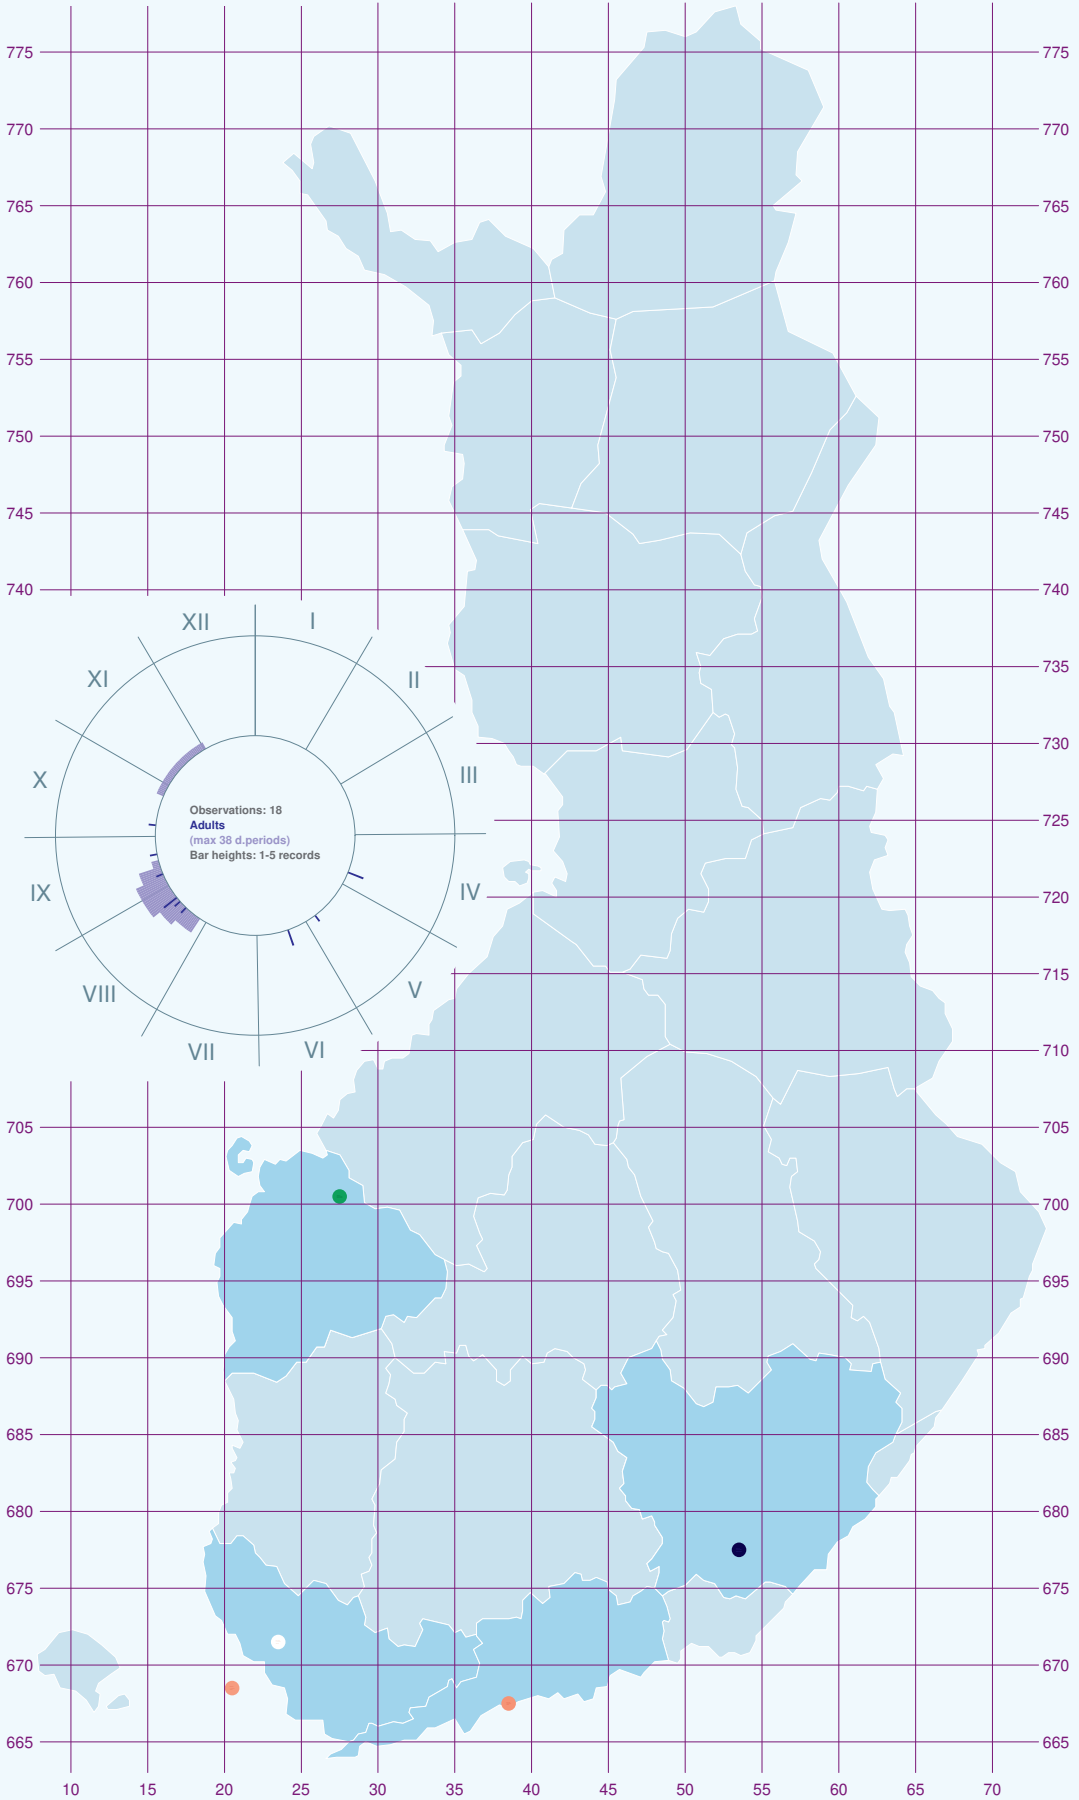 775 775
770 770
765 765
760 760
755 755
750 750
745 745
740 740
XII I
XI II
735
730
X III
725
Observations: 18
Adults
(max 38 d.periods)
Bar heights: 1-5 records
IX IV
720
VIII V
715
VII VI
710
705 705
700 700
695 695
690 690
685 685
680 680
675 675
670 670
665 665
10 15 20 25 30 35 40 45 50 55 60 65 70